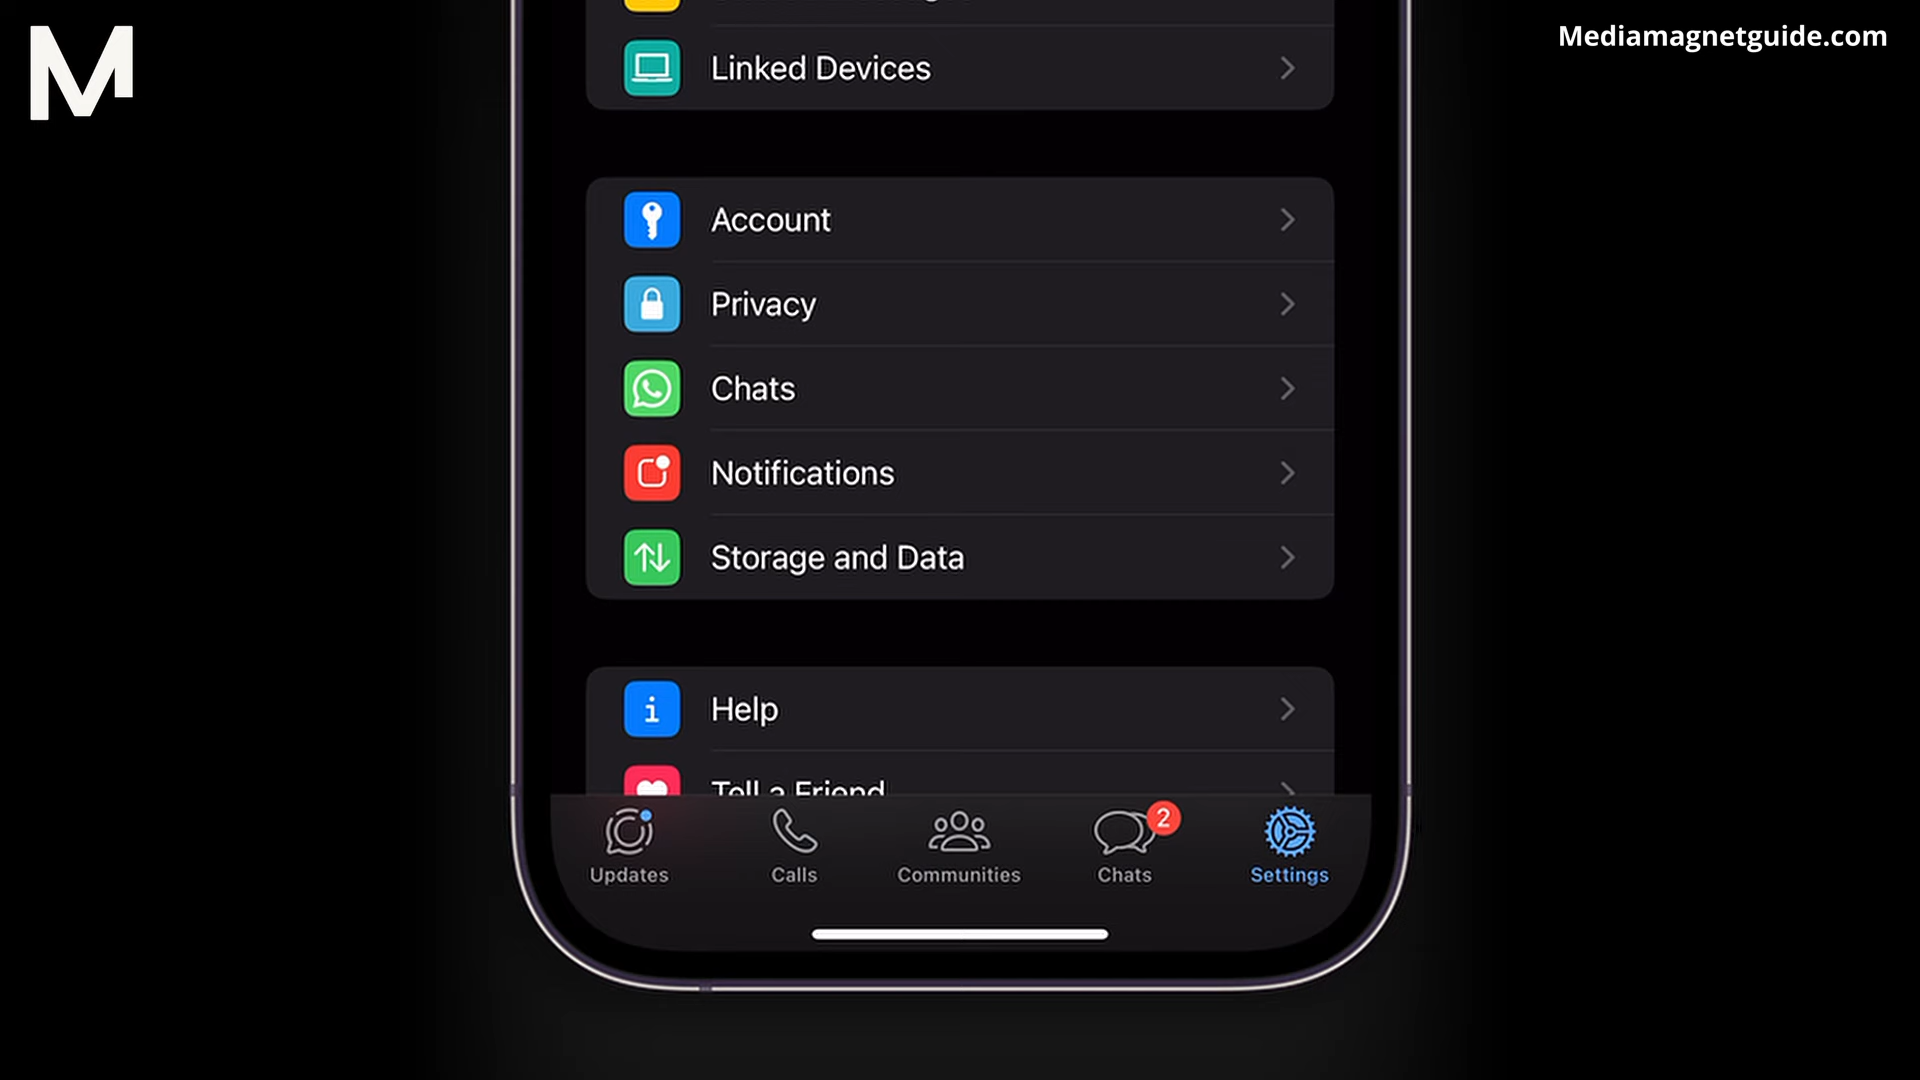 M
Mediamagnetguide.com
Linked Devices
Account
Privacy
Chats
Notifications
Storage and Data
Help
Tell a Friend
Updates
Calls
Communities
Chats
2
Settings